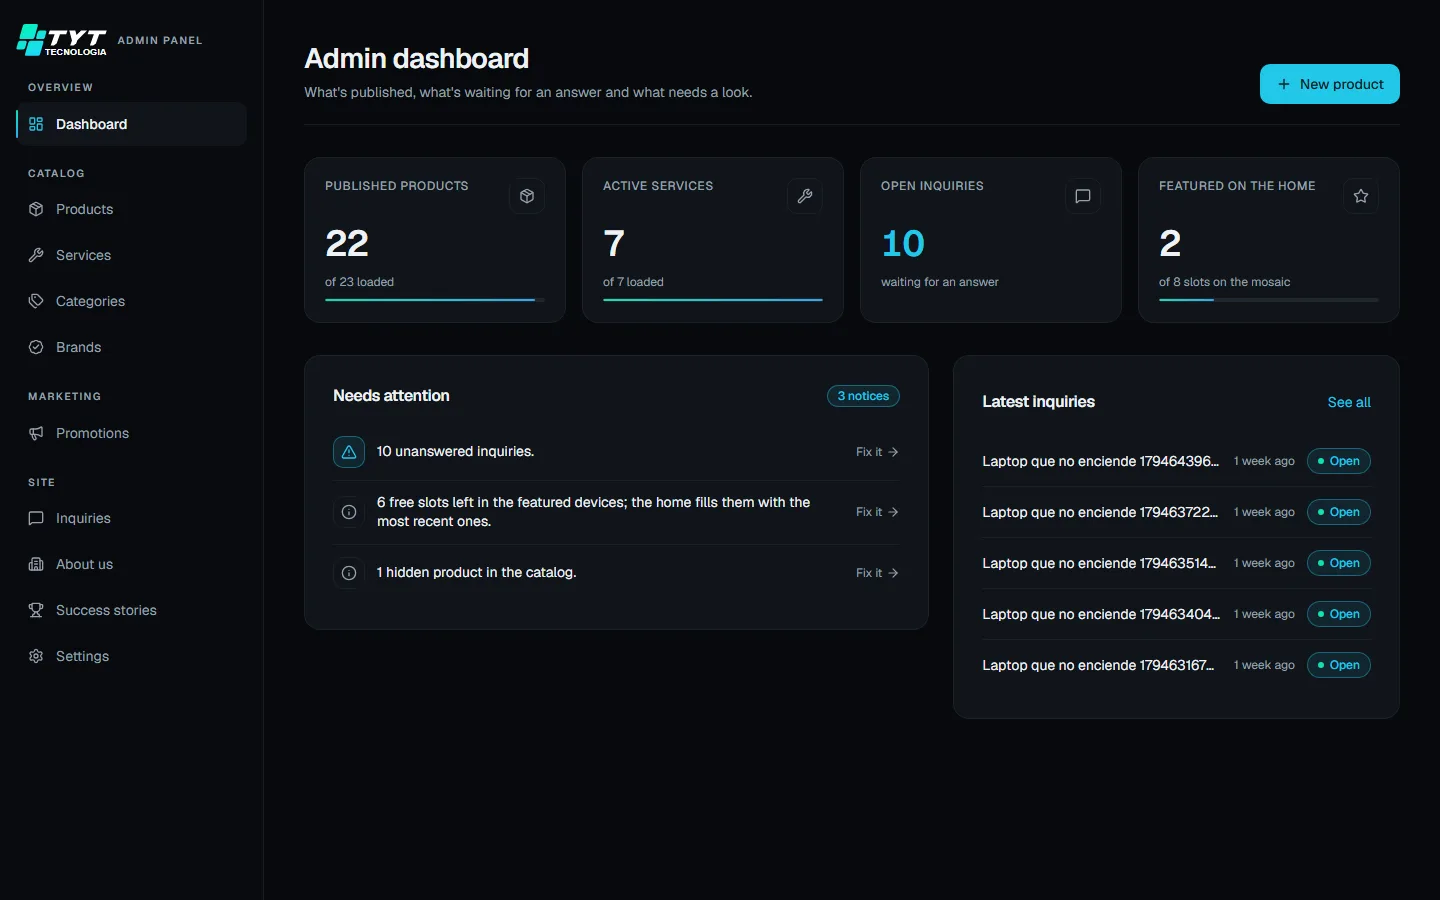 TYT
TECNOLOGIA
ADMIN PANEL
OVERVIEW
Dashboard
CATALOG
Products
Services
Categories
Brands
MARKETING
Promotions
SITE
Inquiries
About us
Success stories
Settings
Admin dashboard
What's published, what's waiting for an answer and what needs a look.
New product
PUBLISHED PRODUCTS
22
of 23 loaded
ACTIVE SERVICES
7
of 7 loaded
OPEN INQUIRIES
10
waiting for an answer
FEATURED ON THE HOME
2
of 8 slots on the mosaic
Needs attention
3 notices
10 unanswered inquiries.
Fix it →
6 free slots left in the featured devices; the home fills them with the
most recent ones.
Fix it →
1 hidden product in the catalog.
Fix it →
Latest inquiries
See all
Laptop que no enciende 179464396... 1 week ago Open
Laptop que no enciende 179463722... 1 week ago Open
Laptop que no enciende 179463514... 1 week ago Open
Laptop que no enciende 179463404... 1 week ago Open
Laptop que no enciende 179463167... 1 week ago Open